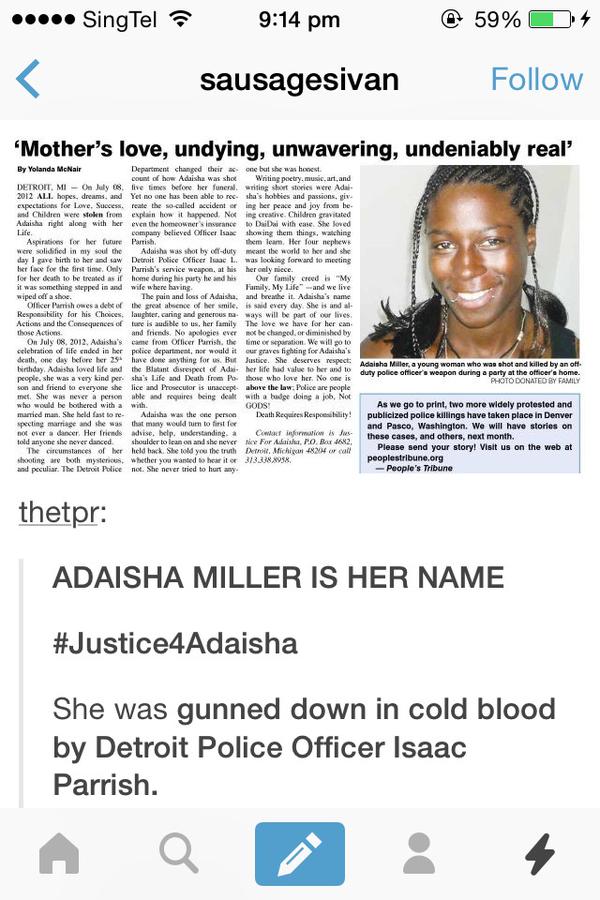 SingTel 9:14 pm 59%
sausagesivan Follow
‘Mother’s love, undying, unwavering, undeniably real’
By Yolanda McNair
DETROIT, MI — On July 08,
2012 ALL hopes, dreams, and
expectations for Love, Success,
and Children were stolen from
Adaisha right along with her
Life.
Aspirations for her future
were solidified in my soul the
day I gave birth to her and saw
her face for the first time. Only
for her death to be treated as if
it was something stepped in and
wiped off a shoe.
Officer Parrish owes a debt of
Responsibility for his Choices,
Actions and the Consequences of
those Actions.
On July 08, 2012, Adaisha’s
celebration of life ended in her
death, one day before her 25th
birthday. Adaisha loved life and
people, she was a very kind per-
son and friend to everyone she
met. She was never a person
who would be bothered with a
married man. She held fast to re-
specting marriage and she was
not ever a dancer. Her friends
told anyone she never danced.
The circumstances of her
shooting are both mysterious,
and peculiar. The Detroit Police
Department changed their ac-
count of how Adaisha was shot
five times before her funeral.
Yet no one has been able to rec-
reate the so-called accident or
explain how it happened. Not
even the homeowner’s insurance
company believed Officer Isaac
Parrish.
Adaisha was shot by off-duty
Detroit Police Officer Isaac L.
Parrish’s service weapon, at his
home during his party he and his
wife where having.
The pain and loss of Adaisha,
the great absence of her smile,
laughter, caring and generous na-
ture is audible to us, her family
and friends. No apologies ever
came from Officer Parrish, the
police department, nor would it
have done anything for us. But
the Blatant disrespect of Adai-
sha’s Life and Death from Po-
lice and Prosecutor is unaccept-
able and requires being dealt
with.
Adaisha was the one person
that many would turn to first for
advise, help, understanding, a
shoulder to lean on and she never
held back. She told you the truth
whether you wanted to hear it or
not. She never tried to hurt any-
one but she was honest.
Writing poetry, music, art, and
writing short stories were Adai-
sha’s hobbies and passions, giv-
ing her peace and joy from be-
ing creative. Children gravitated
to DaiDai with ease. She loved
showing them things, watching
them learn. Her four nephews
meant the world to her and she
was looking forward to meeting
her only niece.
Our family creed is “My
Family, My Life” —and we live
and breathe it. Adaisha’s name
is said every day. She is and al-
ways will be part of our lives.
The love we have for her can-
not be changed, or diminished by
time or separation. We will go to
our graves fighting for Adaisha’s
Justice. She deserves respect;
her life had value to her and to
those who love her. No one is
above the law: Police are people
with a badge doing a job, Not
GODS!
Death Requires Responsibility!
Contact information is Jus-
tice For Adaisha, P.O. Box 4682,
Detroit, Michigan 48204 or call
313.338.8958.
Adaisha Miller, a young woman who was shot and killed by an off-
duty police officer’s weapon during a party at the officer’s home.
PHOTO DONATED BY FAMILY
As we go to print, two more widely protested and
publicized police killings have taken place in Denver
and Pasco, Washington. We will have stories on
these cases, and others, next month.
Please send your story! Visit us on the web at
peoplestribune.org
— People’s Tribune
thetpr:
ADAISHA MILLER IS HER NAME
#Justice4Adaisha
She was gunned down in cold blood
by Detroit Police Officer Isaac
Parrish.